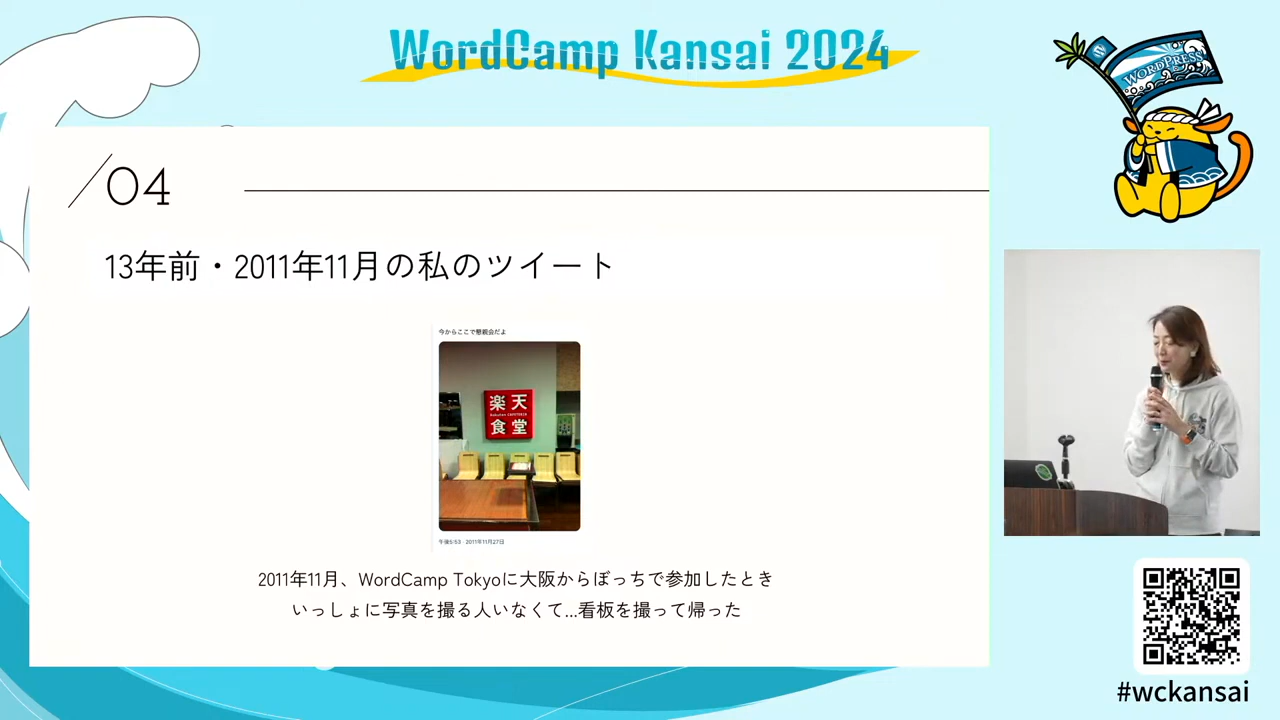 WordCamp Kansai 2024
WORDPRESS
/04
13年前・2011年11月の私のツイート
今からここで懇親会だよ
楽天
Rakuten CAFETERIA
食堂
午後5:53 · 2011年11月27日
2011年11月、WordCamp Tokyoに大阪からぼっちで参加したとき
いっしょに写真を撮る人いなくて...看板を撮って帰った
#wckansai